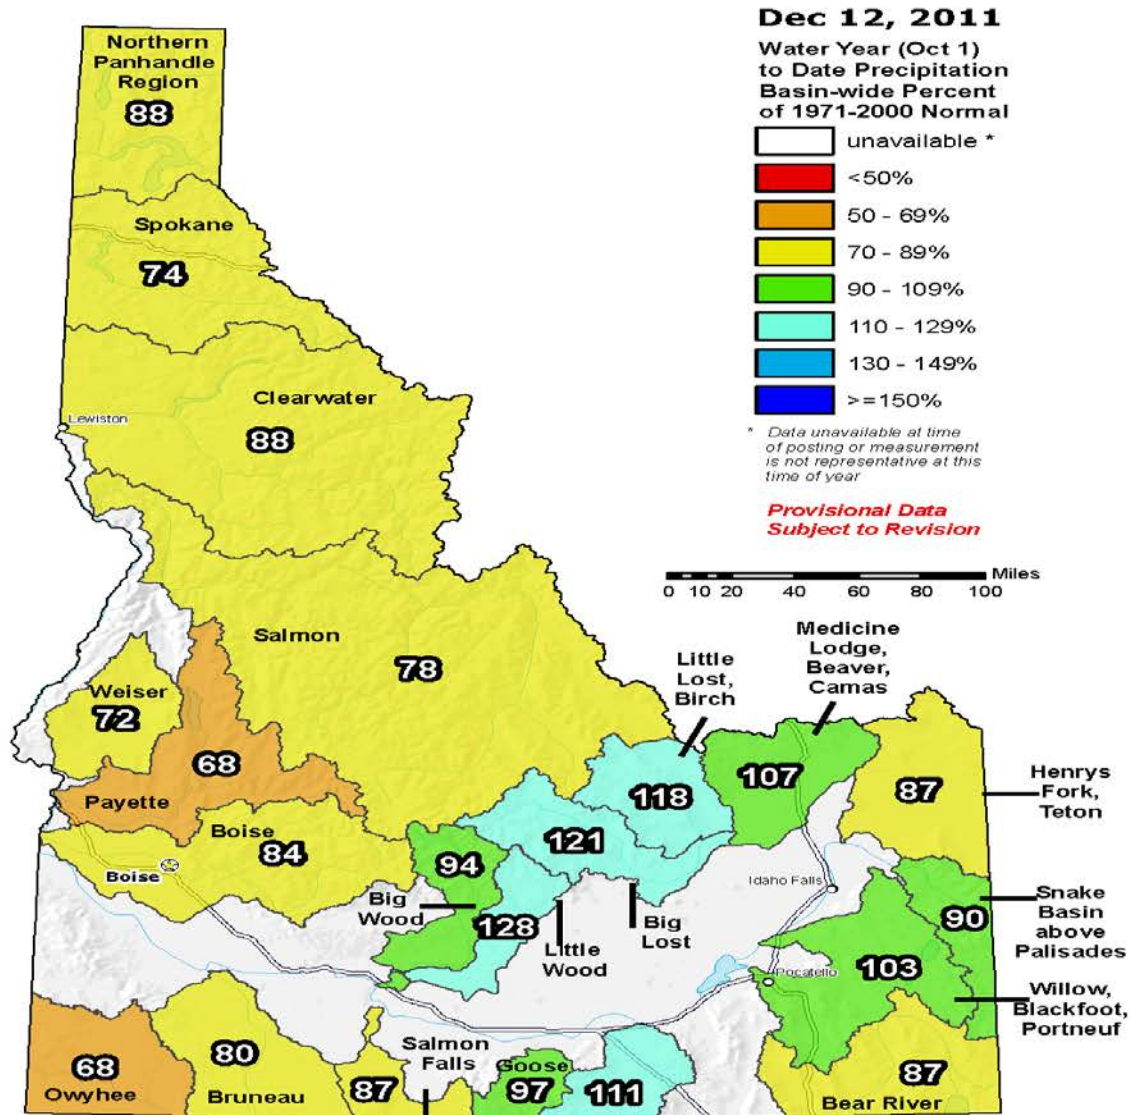 Dec 12, 2011
Water Year (Oct 1)
to Date Precipitation
Basin-wide Percent
of 1971-2000 Normal
unavailable *
<50%
50 - 69%
70 - 89%
90 - 109%
110 - 129%
130 - 149%
>=150%
* Data unavailable at time
of posting or measurement
is not representative at this
time of year
Provisional Data
Subject to Revision
Miles
0 10 20 40 60 80 100
Northern
Panhandle
Region
88
Spokane
74
Clearwater
88
Lewiston
Salmon
78
Weiser
72
68
Payette
Boise
84
Boise
Little
Lost,
Birch
118
Medicine
Lodge,
Beaver,
Camas
107
87
Henrys
Fork,
Teton
121
94
Big
Wood
128
Little
Wood
Big
Lost
Idaho Falls
90
Snake
Basin
above
Palisades
103
Pocatello
Willow,
Blackfoot,
Portneuf
68
Owyhee
80
Bruneau
87
Salmon
Falls
Goose
97
111
87
Bear River